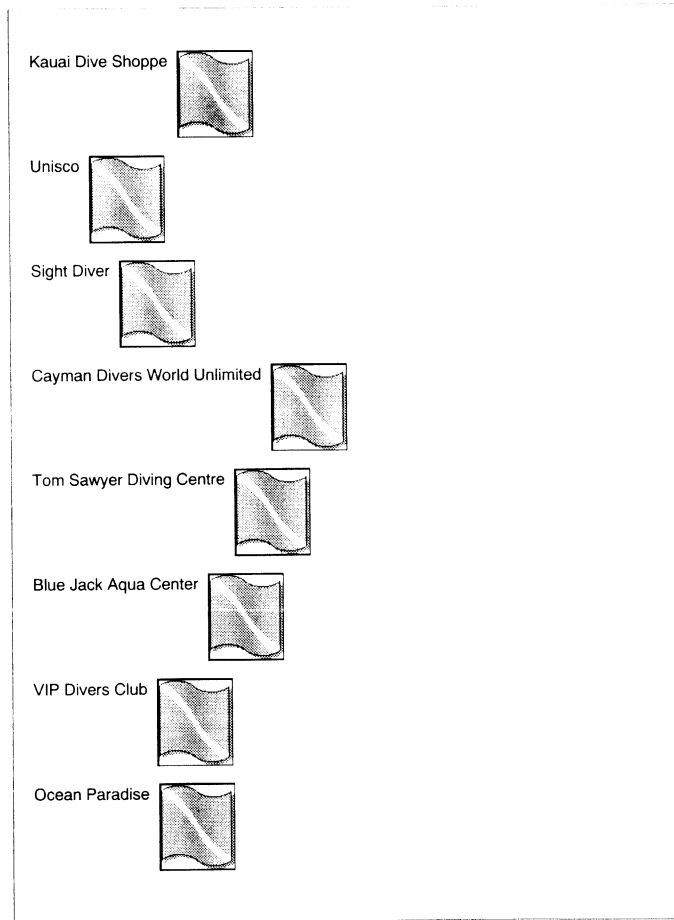 Kauai Dive Shoppe
Unisco
Sight Diver
Cayman Divers World Unlimited
Tom Sawyer Diving Centre
Blue Jack Aqua Center
VIP Divers Club
Ocean Paradise